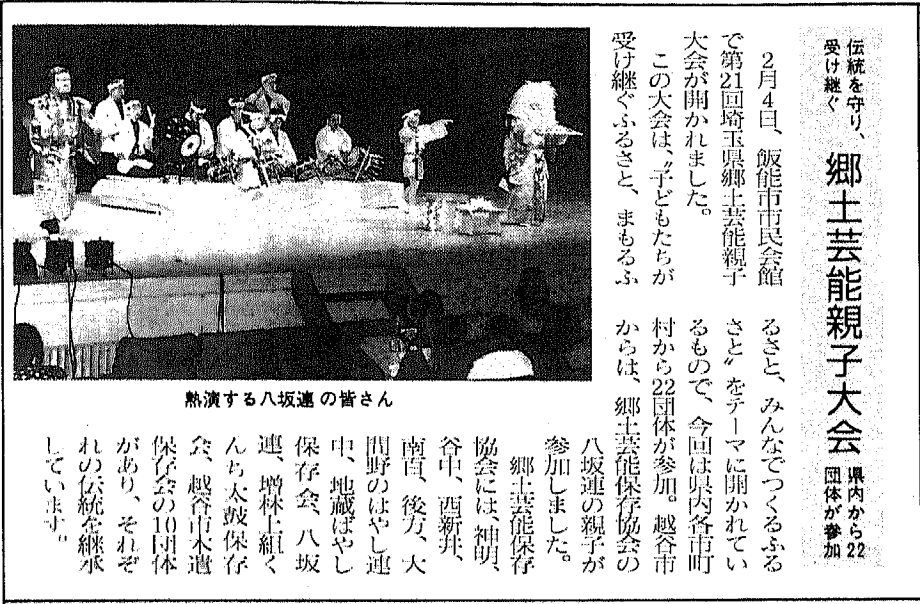 伝統を守り、
受け継ぐ
郷土芸能親子大会
県内から22
団体が参加
2月4日、飯能市市民会館
で第21回埼玉県郷土芸能親子
大会が開かれました。
この大会は、〝子どもたちが
受け継ぐふるさと、まもるふ
るさと、みんなでつくるふる
さと〟をテーマに開かれてい
るもので、今回は県内各市町
村から22団体が参加。越谷市
からは、郷土芸能保存協会の
八坂連の親子が
参加しました。
郷土芸能保存
協会には、神明、
谷中、西新井、
南百、後方、大
間野のはやし連
中、地蔵ばやし
保存会、八坂
連、増林上組く
んち太鼓保存
会、越谷市木遣
保存会の10団体
があり、それぞ
れの伝統を継承
しています。
熱演する八坂連の皆さん